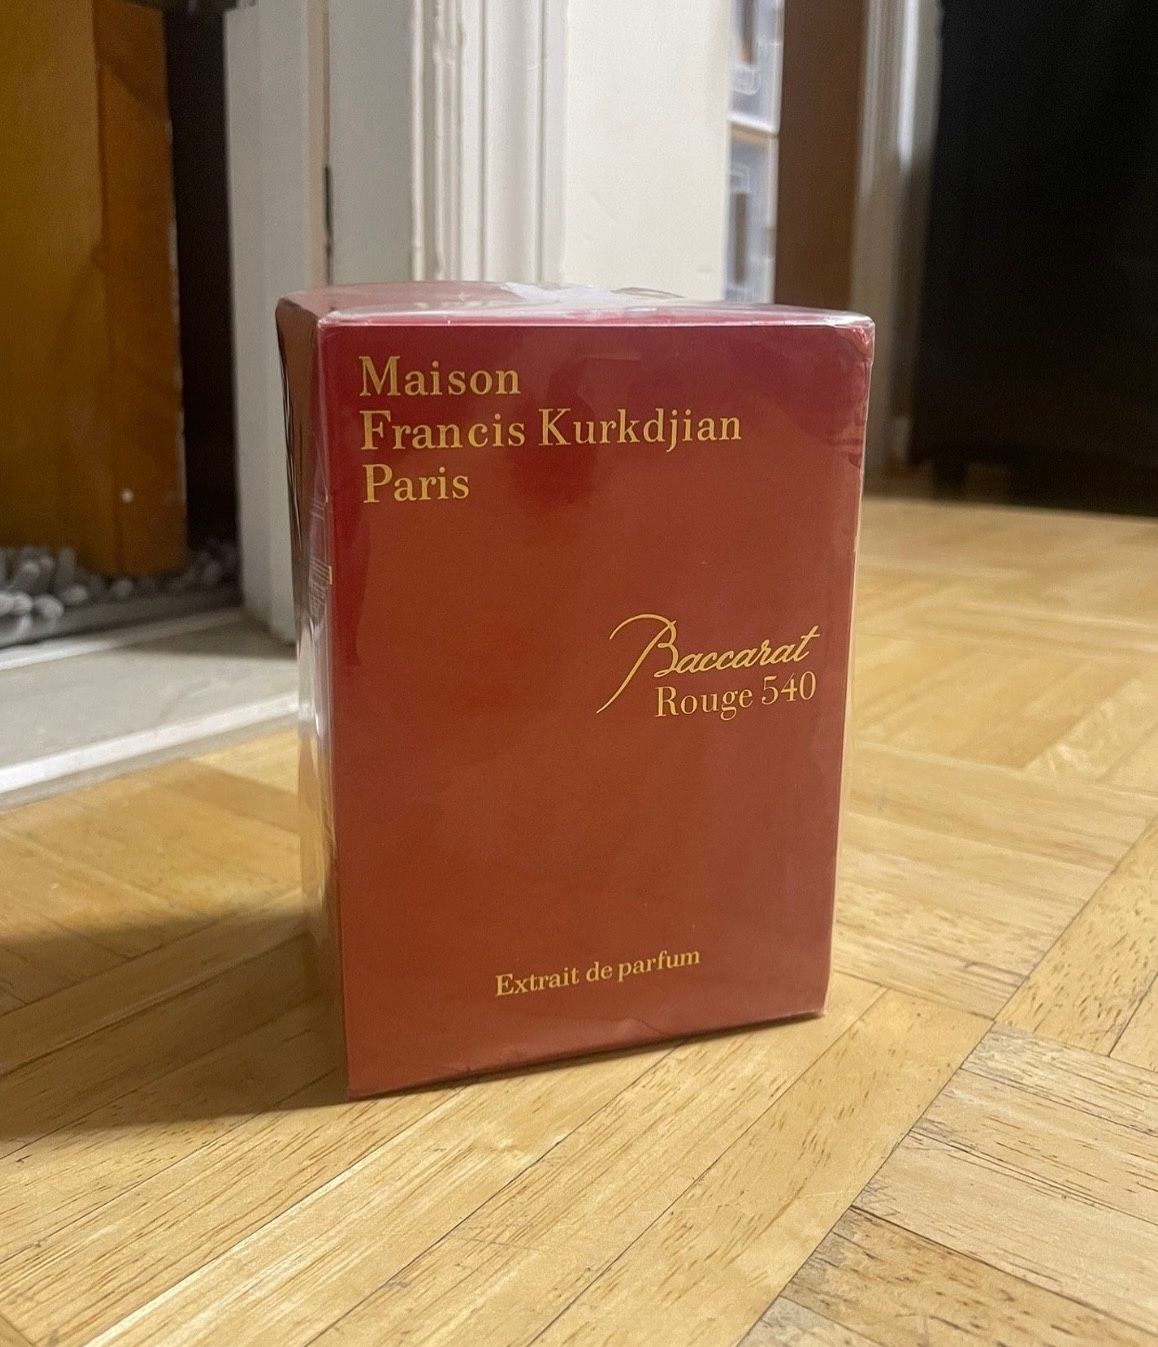 Maison
Francis Kurkdjian
Paris
Baccarat
Rouge 540
Extrait de parfum